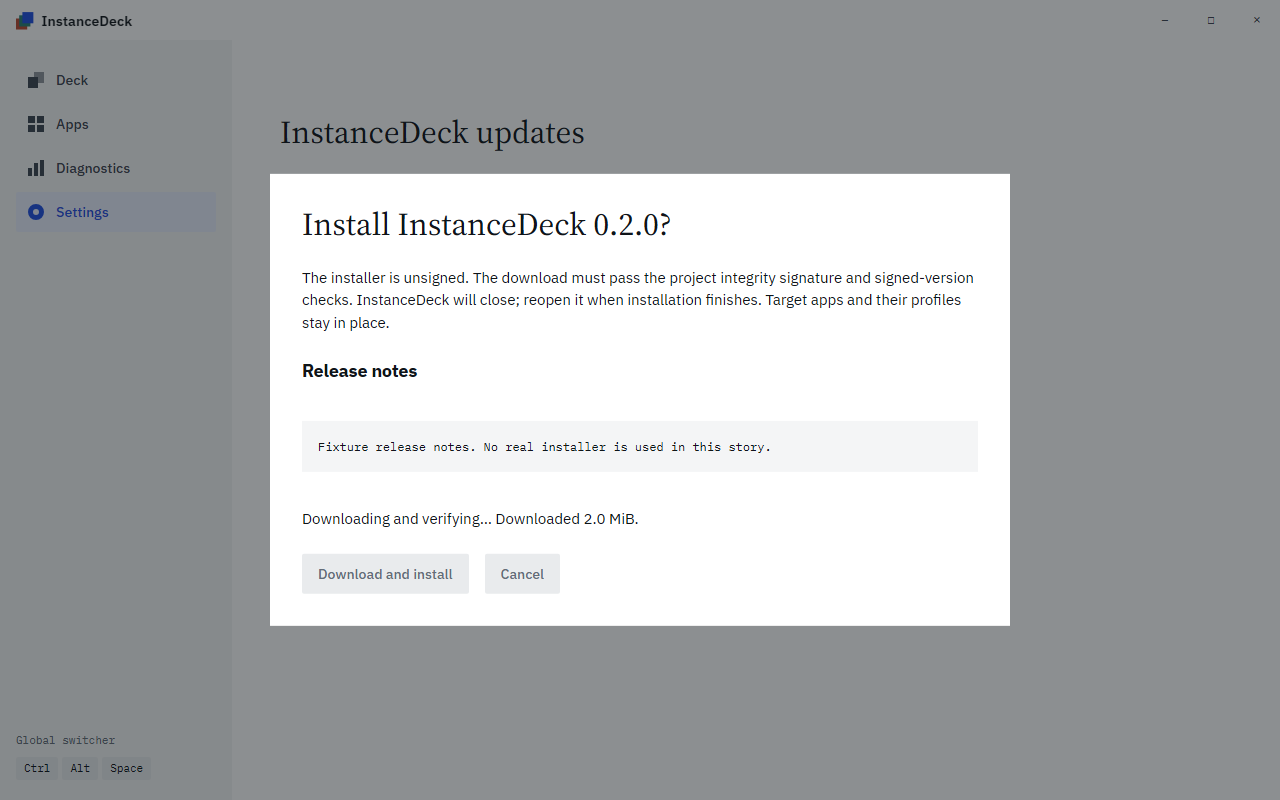 InstanceDeck
Deck
Apps
Diagnostics
Settings
InstanceDeck updates
Install InstanceDeck 0.2.0?
The installer is unsigned. The download must pass the project integrity signature and signed-version
checks. InstanceDeck will close; reopen it when installation finishes. Target apps and their profiles
stay in place.
Release notes
Fixture release notes. No real installer is used in this story.
Downloading and verifying... Downloaded 2.0 MiB.
Download and install Cancel
Global switcher
Ctrl Alt Space